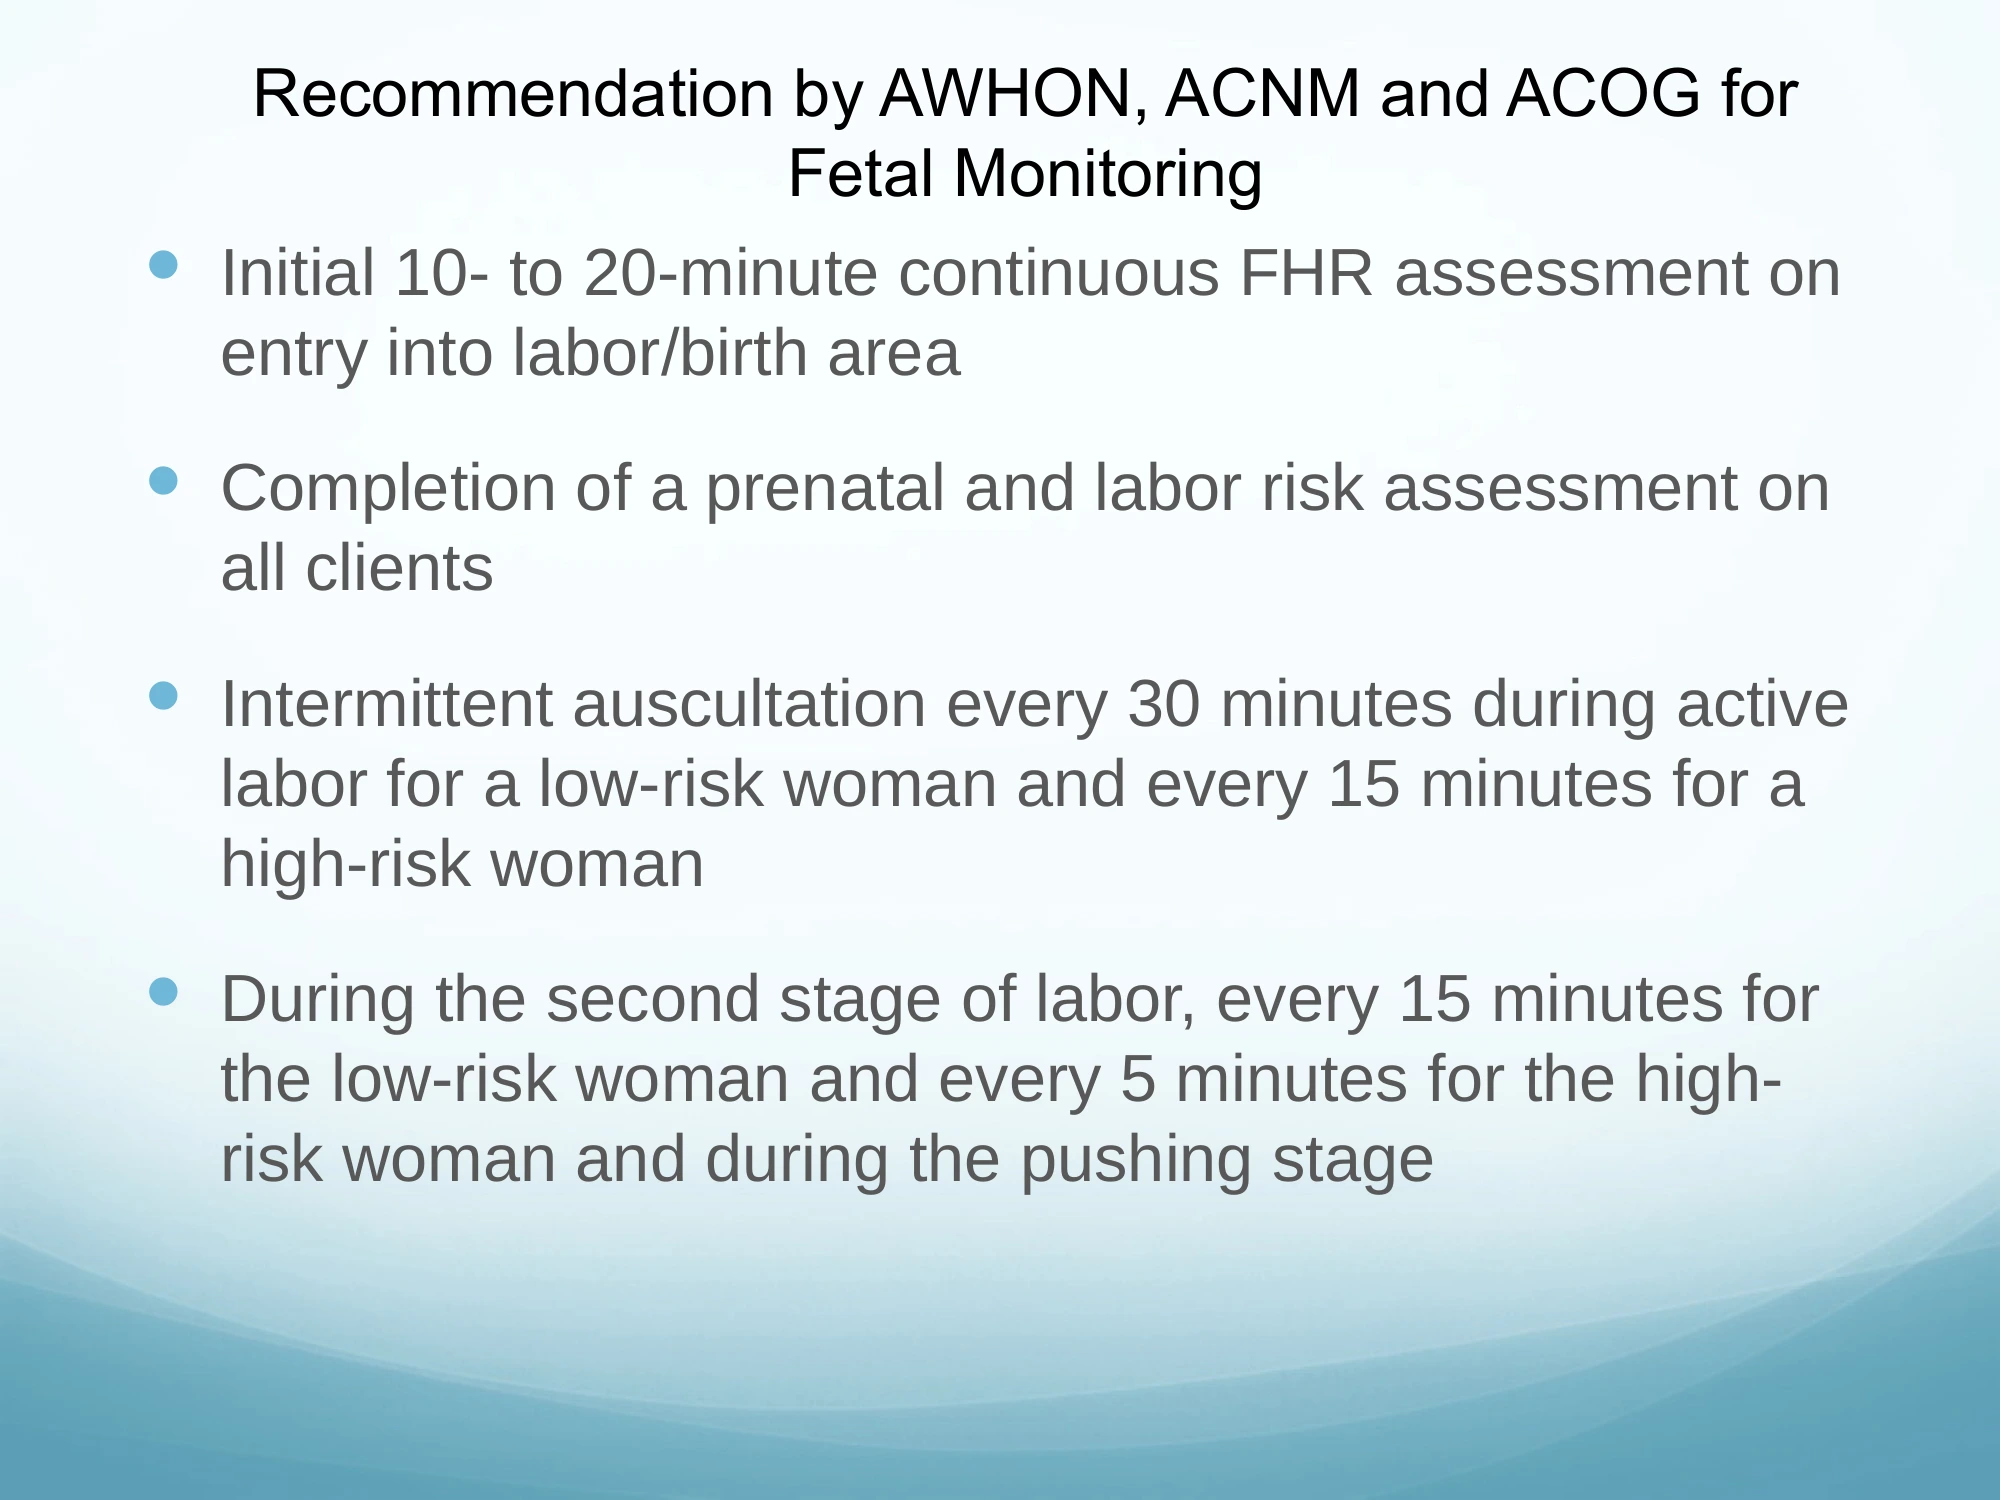 Recommendation by AWHON, ACNM and ACOG for
Fetal Monitoring
• Initial 10- to 20-minute continuous FHR assessment on
entry into labor/birth area
• Completion of a prenatal and labor risk assessment on
all clients
• Intermittent auscultation every 30 minutes during active
labor for a low-risk woman and every 15 minutes for a
high-risk woman
• During the second stage of labor, every 15 minutes for
the low-risk woman and every 5 minutes for the high-
risk woman and during the pushing stage